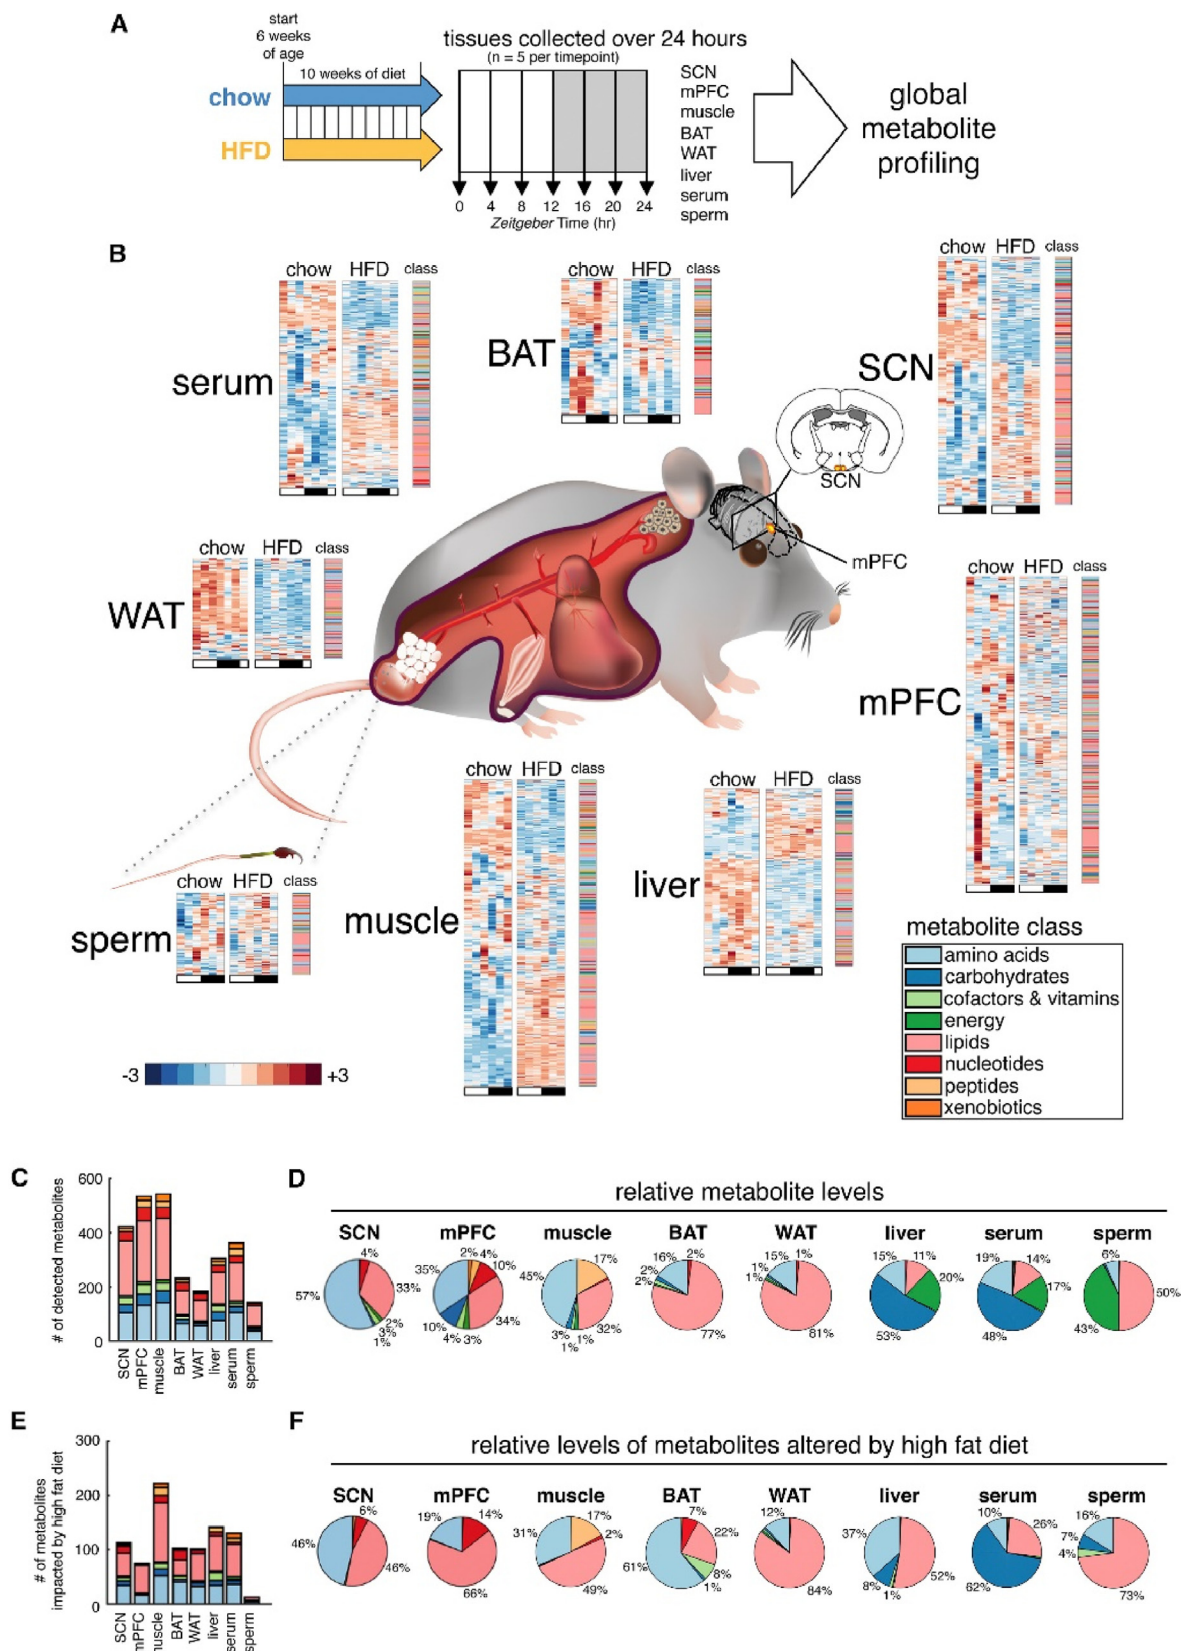 A
start
6 weeks
of age
10 weeks of diet
chow
HFD
tissues collected over 24 hours
(n = 5 per timepoint)
0 4 8 12 16 20 24
Zeitgeber Time (hr)
SCN
mPFC
muscle
BAT
WAT
liver
serum
sperm
global
metabolite
profiling
B
chow HFD class
serum
chow HFD class
BAT
chow HFD class
SCN
SCN
mPFC
chow HFD class
WAT
chow HFD class
mPFC
chow HFD class
muscle
chow HFD class
liver
chow HFD class
sperm
-3 +3
metabolite class
amino acids
carbohydrates
cofactors & vitamins
energy
lipids
nucleotides
peptides
xenobiotics
C
# of detected metabolites
600
400
200
0
SCN mPFC muscle BAT WAT liver serum sperm
D
relative metabolite levels
SCN mPFC muscle BAT WAT liver serum sperm
4% 33% 2% 3% 1% 57%
2% 4% 10% 34% 3% 4% 10% 35%
17% 32% 1% 1% 3% 45%
2% 77% 2% 2% 16%
1% 81% 1% 1% 15%
11% 20% 53% 15%
14% 17% 48% 19%
50% 43% 6%
E
# of metabolites
impacted by high fat diet
300
200
100
0
SCN mPFC muscle BAT WAT liver serum sperm
F
relative levels of metabolites altered by high fat diet
SCN mPFC muscle BAT WAT liver serum sperm
6% 46% 46%
14% 66% 19%
17% 2% 49% 31%
7% 22% 8% 1% 61%
84% 12%
52% 1% 8% 37%
26% 62% 10%
73% 4% 7% 16%